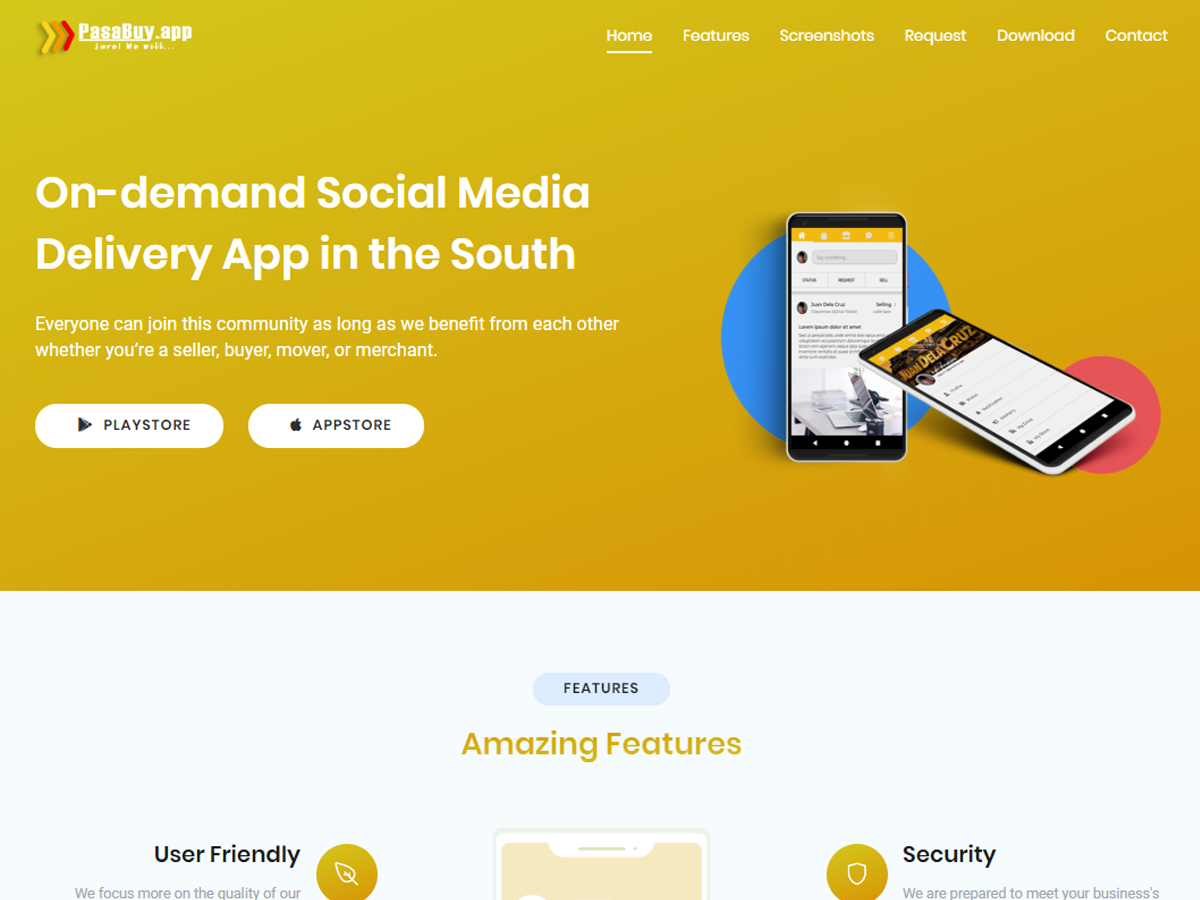 PasaBuy.app
Sure! We will...
Home
Features
Screenshots
Request
Download
Contact
On-demand Social Media
Delivery App in the South
Everyone can join this community as long as we benefit from each other
whether you’re a seller, buyer, mover, or merchant.
PLAYSTORE
APPSTORE
Say something...
STATUS
REQUEST
SELL
Juan Dela Cruz
Selling
Lorem ipsum dolor sit amet
JUAN DELA CRUZ
Profile
Notification
My Store
FEATURES
Amazing Features
User Friendly
We focus more on the quality of our
Security
We are prepared to meet your business's